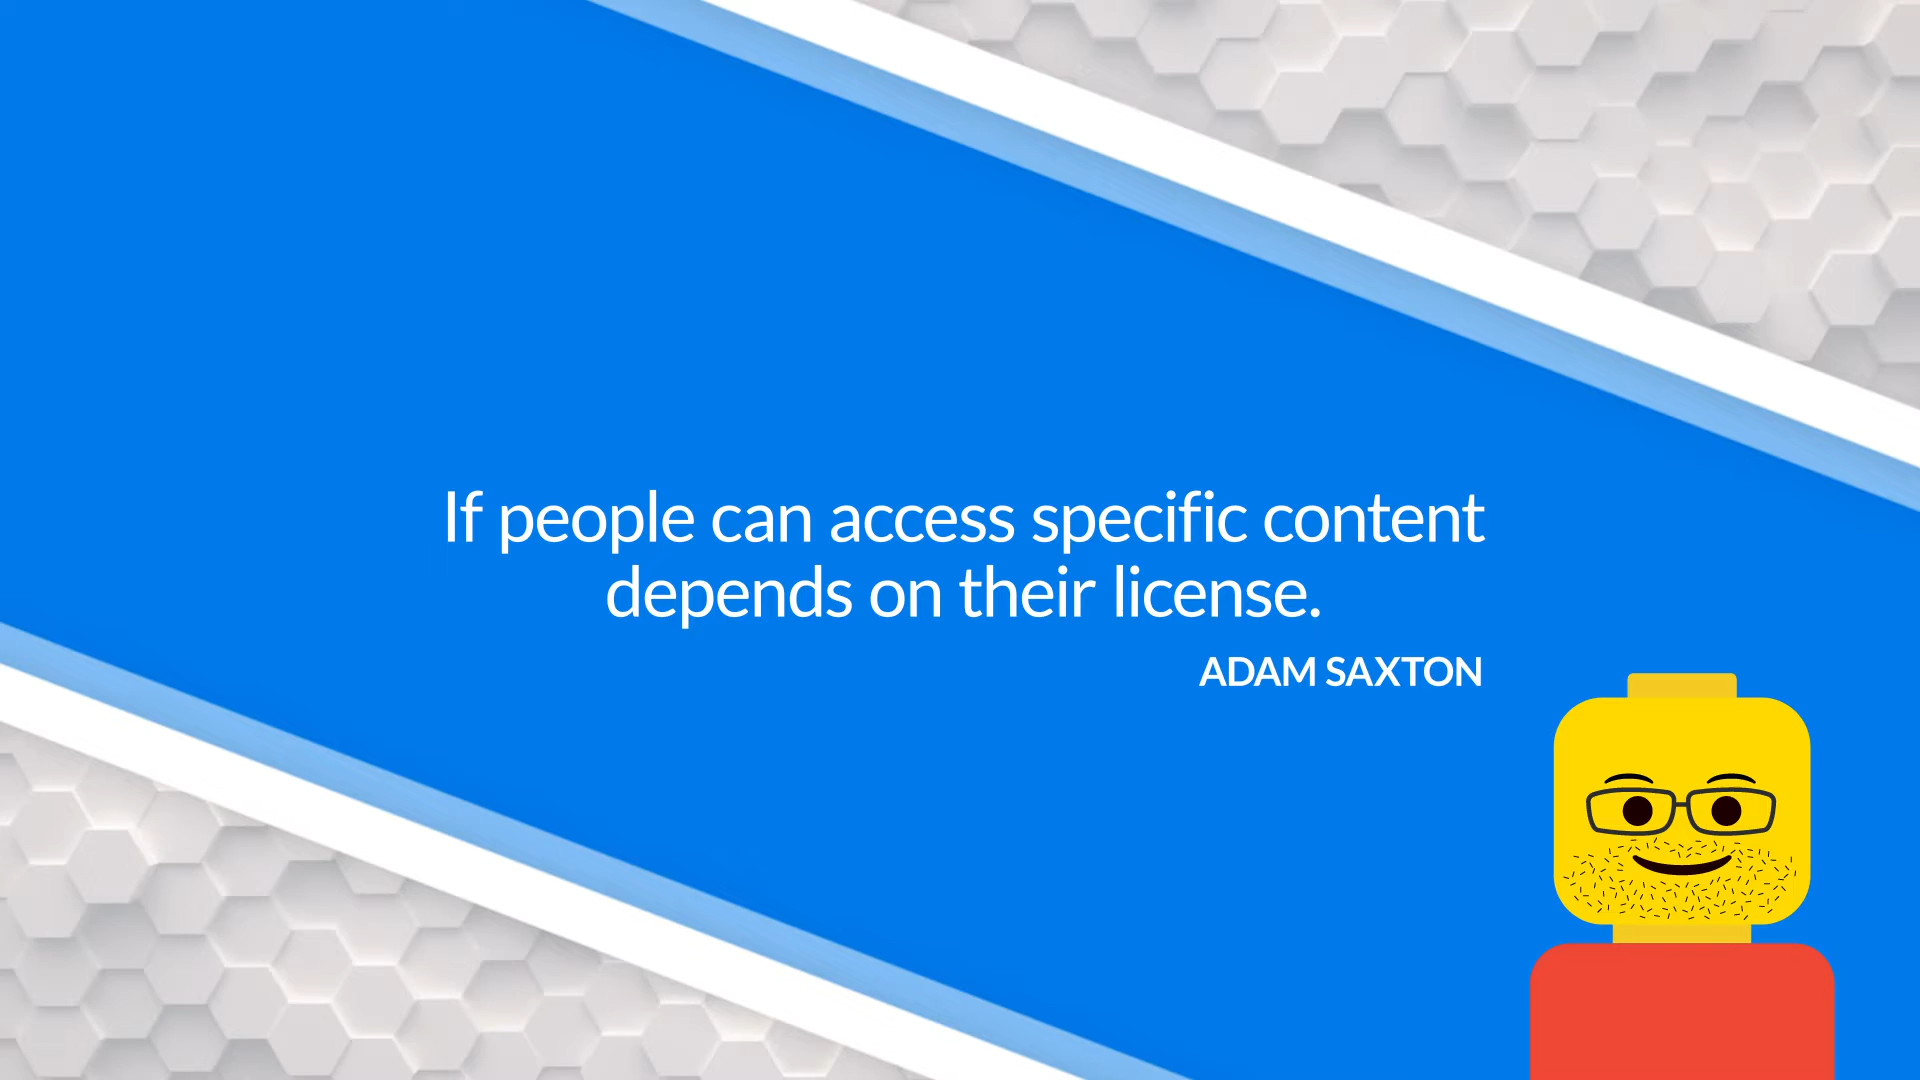 If people can access specific content
depends on their license.
ADAM SAXTON